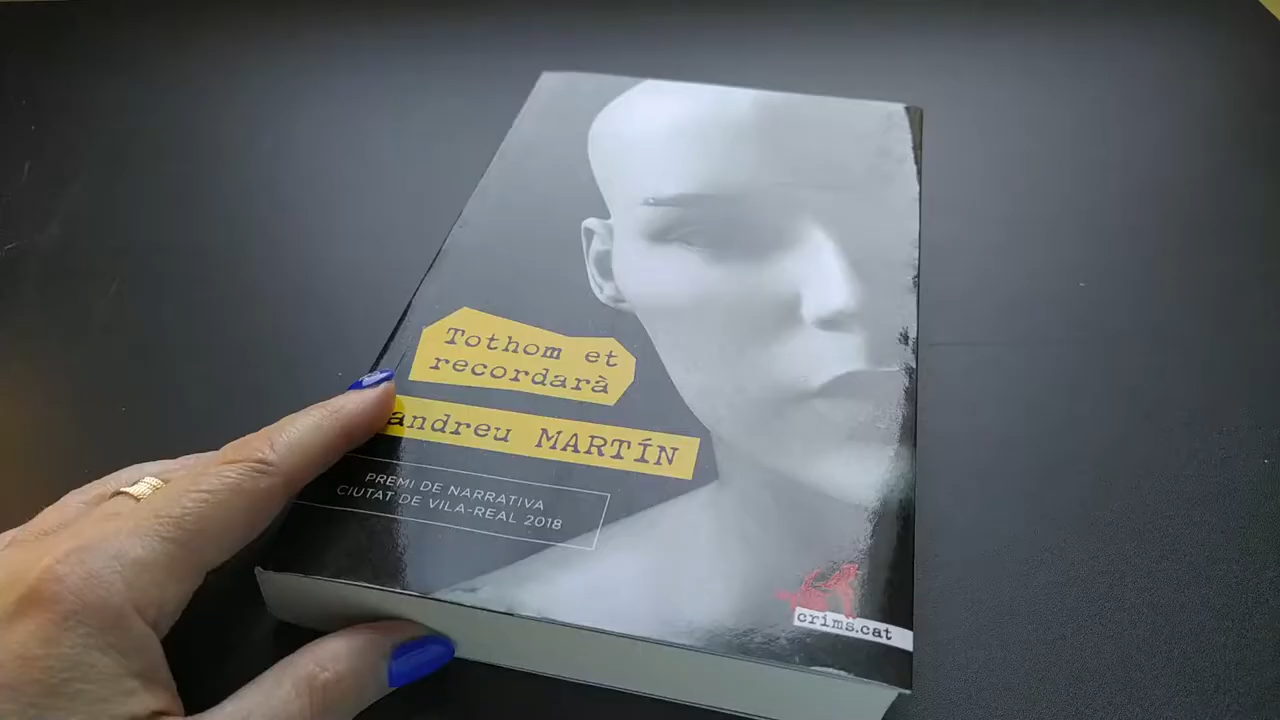 Tothom et
recordarà
andreu MARTÍN
PREMI DE NARRATIVA
CIUTAT DE VILA-REAL 2018
crims.cat